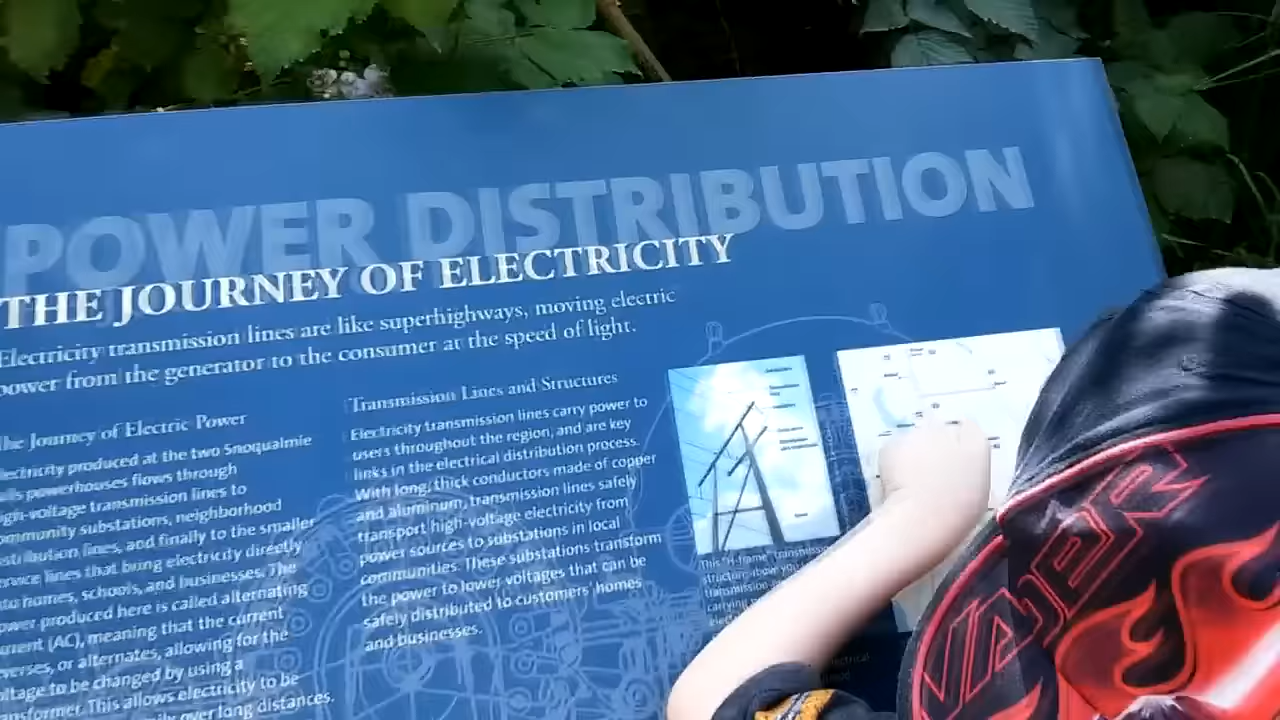 POWER DISTRIBUTION
THE JOURNEY OF ELECTRICITY
Electricity transmission lines are like superhighways, moving electric
power from the generator to the consumer at the speed of light.
The Journey of Electric Power
Electricity produced at the two Snoqualmie
powerhouses flows through
high-voltage transmission lines to
community substations, neighborhood
distribution lines, and finally to the smaller
service lines that bring electricity directly
into homes, schools, and businesses. The
power produced here is called alternating
current (AC), meaning that the current
reverses, or alternates, allowing for the
voltage to be changed by using a
transformer. This allows electricity to be
over long distances.
Transmission Lines and Structures
Electricity transmission lines carry power to
users throughout the region, and are key
links in the electrical distribution process.
With long, thick conductors made of copper
and aluminum, transmission lines safely
transport high-voltage electricity from
power sources to substations in local
communities. These substations transform
the power to lower voltages that can be
safely distributed to customers' homes
and businesses.
This "H-frame" transmission
structure
transmission
carrying
VADER